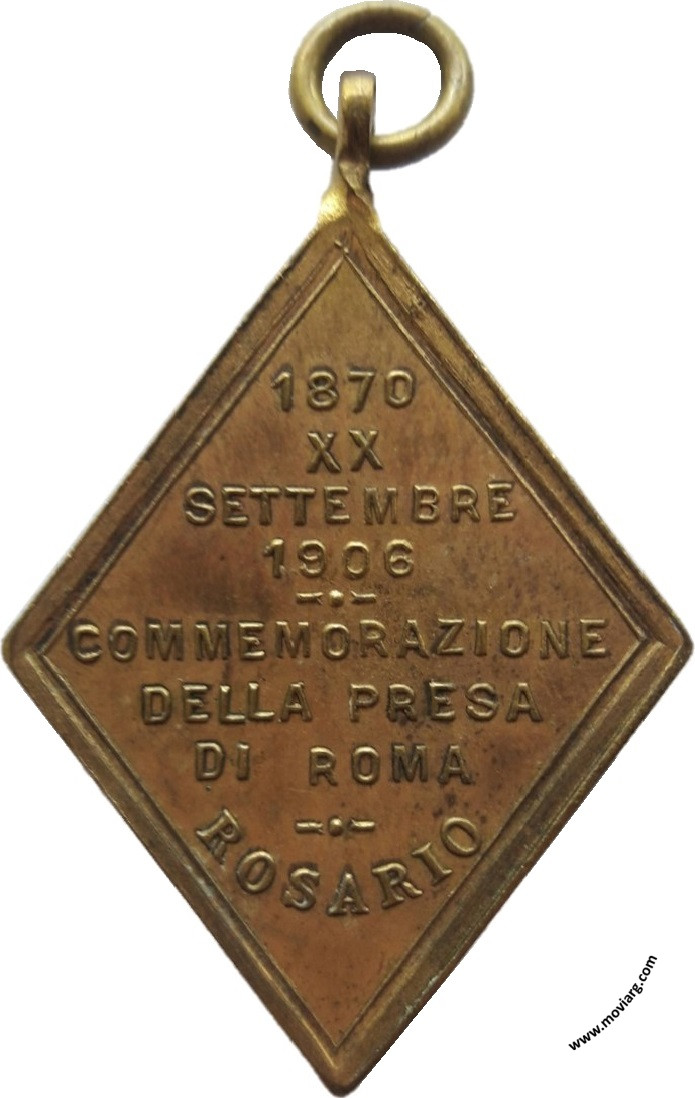 1870
XX
SETTEMBRE
1906
COMMEMORAZIONE
DELLA PRESA
DI ROMA
ROSARIO
www.moviarg.com